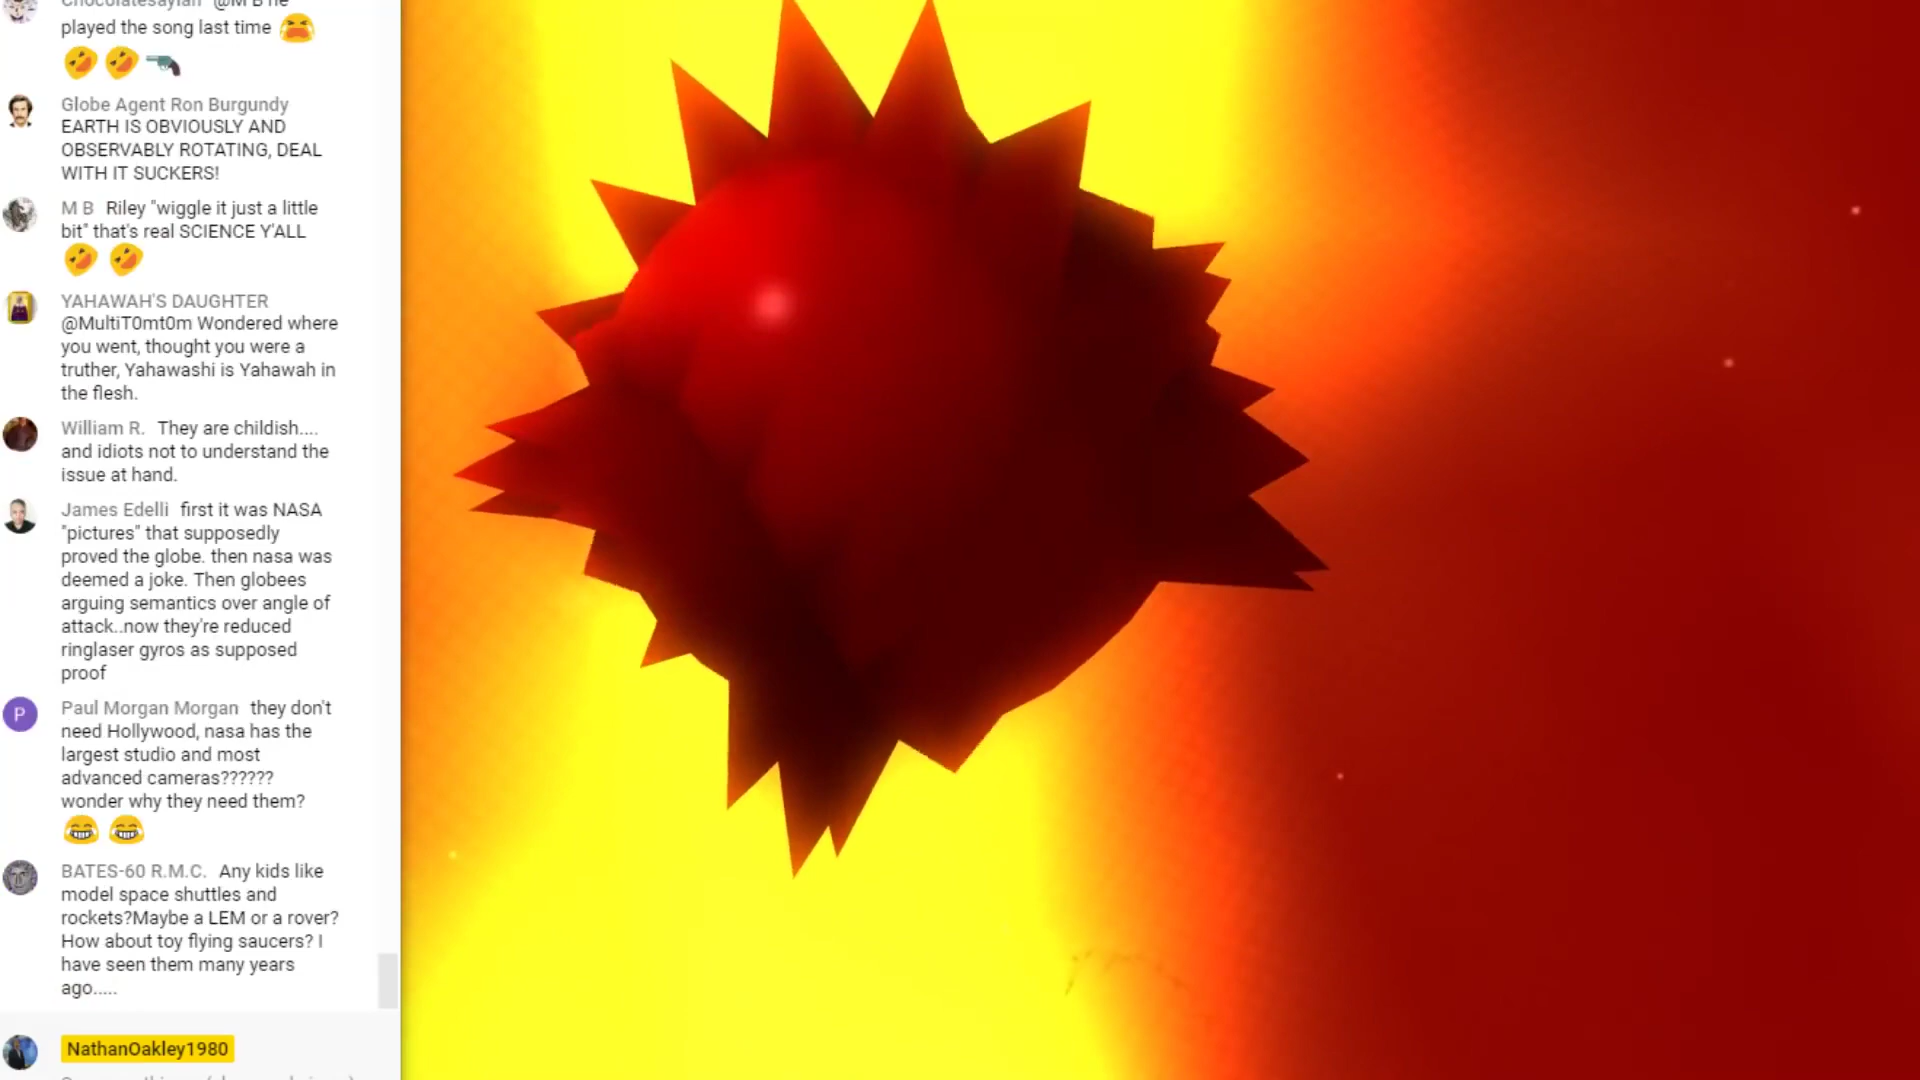 Chocolatesaylah @M B he
played the song last time
Globe Agent Ron Burgundy
EARTH IS OBVIOUSLY AND
OBSERVABLY ROTATING, DEAL
WITH IT SUCKERS!
M B Riley "wiggle it just a little
bit" that's real SCIENCE Y'ALL
YAHAWAH'S DAUGHTER
@MultiT0mt0m Wondered where
you went, thought you were a
truther, Yahawashi is Yahawah in
the flesh.
William R. They are childish....
and idiots not to understand the
issue at hand.
James Edelli first it was NASA
"pictures" that supposedly
proved the globe. then nasa was
deemed a joke. Then globees
arguing semantics over angle of
attack..now they're reduced
ringlaser gyros as supposed
proof
P
Paul Morgan Morgan they don't
need Hollywood, nasa has the
largest studio and most
advanced cameras??????
wonder why they need them?
BATES-60 R.M.C. Any kids like
model space shuttles and
rockets?Maybe a LEM or a rover?
How about toy flying saucers? I
have seen them many years
ago.....
NathanOakley1980